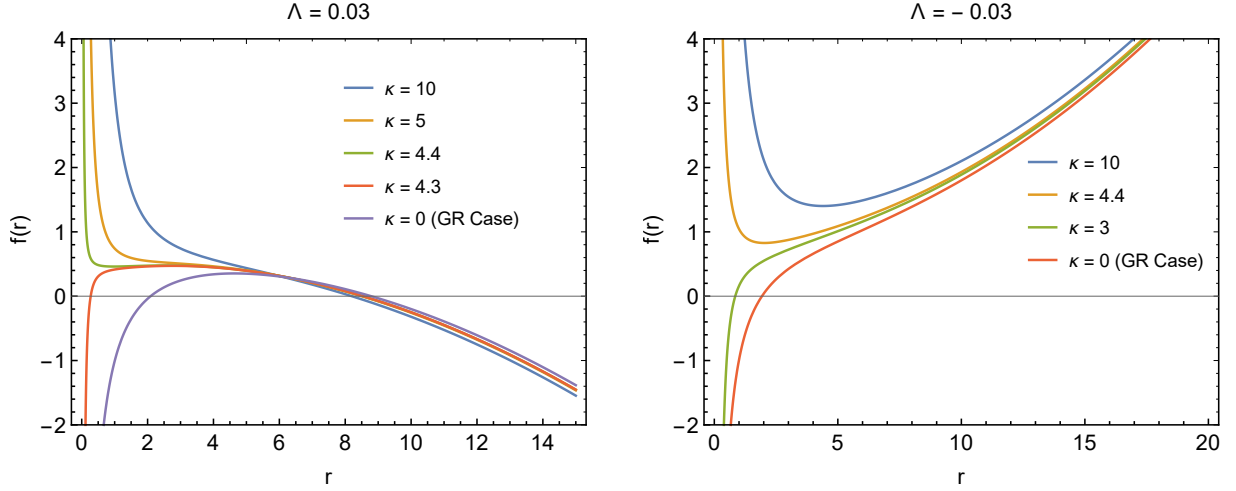 Λ = 0.03
f(r)
4
3
2
1
0
−1
−2
κ = 10
κ = 5
κ = 4.4
κ = 4.3
κ = 0 (GR Case)
0 2 4 6 8 10 12 14
r
Λ = − 0.03
f(r)
4
3
2
1
0
−1
−2
κ = 10
κ = 4.4
κ = 3
κ = 0 (GR Case)
0 5 10 15 20
r